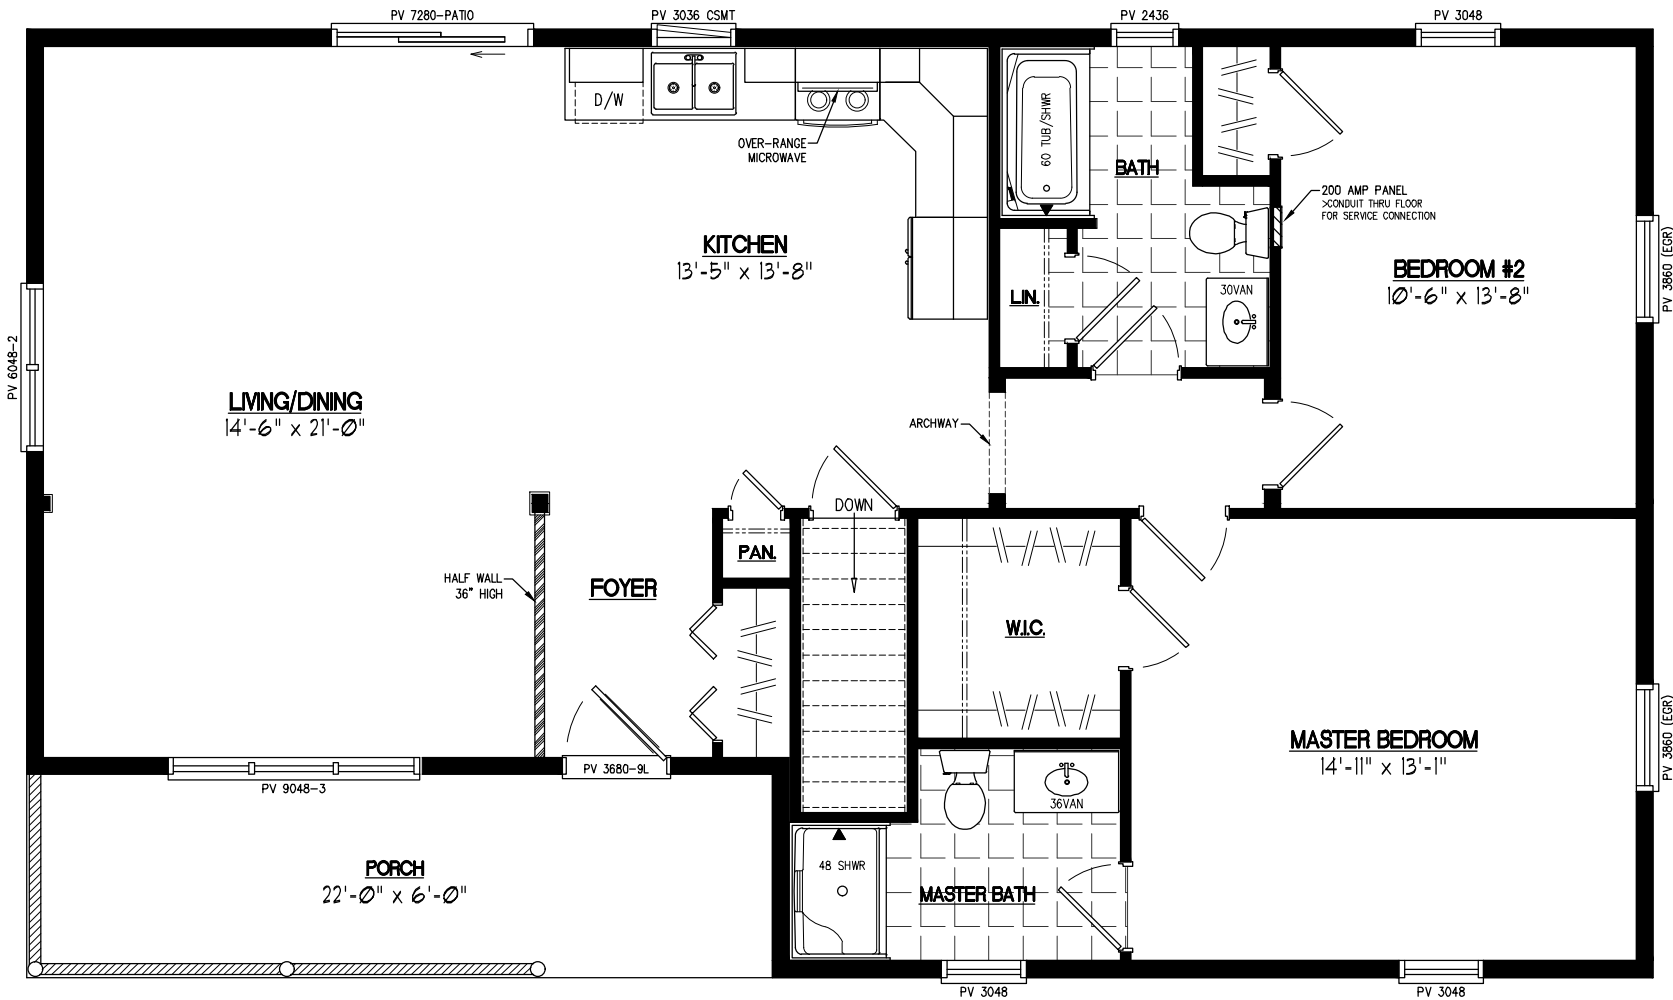 PV 7280-PATIO
PV 3036 CSMT
PV 2436
PV 3048
D/W
OVER-RANGE
MICROWAVE
60 TUB/SHWR
BATH
200 AMP PANEL
>CONDUIT THRU FLOOR
FOR SERVICE CONNECTION
KITCHEN
13'-5" x 13'-8"
PV 3860 (EGR)
BEDROOM #2
10'-6" x 13'-8"
LIN.
30VAN
PV 6048-2
LIVING/DINING
14'-6" x 21'-0"
ARCHWAY
DOWN
PAN.
HALF WALL
36" HIGH
FOYER
W.I.C.
MASTER BEDROOM
14'-11" x 13'-1"
PV 3860 (EGR)
PV 3680-9L
PV 9048-3
36VAN
PORCH
22'-0" x 6'-0"
48 SHWR
MASTER BATH
PV 3048
PV 3048